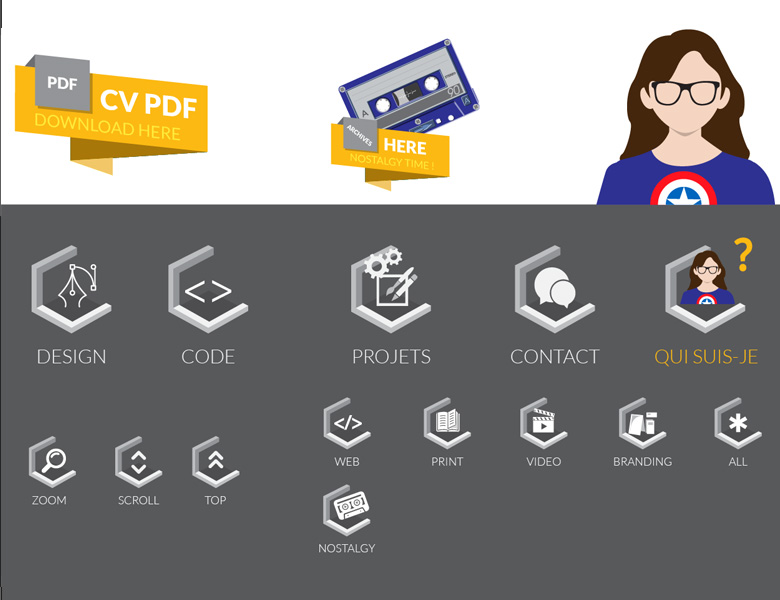 PDF
CV PDF
DOWNLOAD HERE
A
90
ARCHIVES
HERE
NOSTALGY TIME !
?
DESIGN
CODE
PROJETS
CONTACT
QUI SUIS-JE
WEB
PRINT
VIDEO
BRANDING
ALL
ZOOM
SCROLL
TOP
NOSTALGY